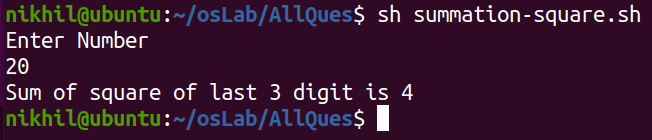 nikhil@ubuntu:~/osLab/AllQues$ sh summation-square.sh
Enter Number
20
Sum of square of last 3 digit is 4
nikhil@ubuntu:~/osLab/AllQues$